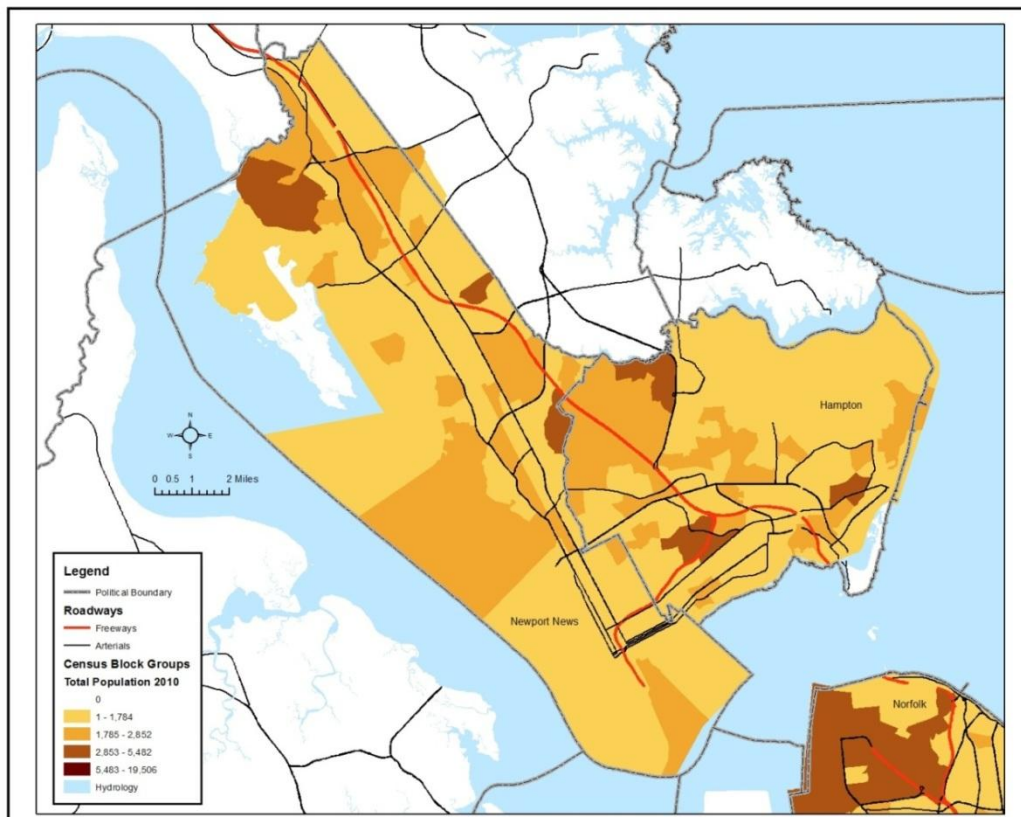 Hampton
N
W E
S
0 0.5 1 2 Miles
Newport News
Norfolk
Legend
Political Boundary
Roadways
Freeways
Arterials
Census Block Groups
Total Population 2010
0
1 - 1,784
1,785 - 2,852
2,853 - 5,482
5,483 - 19,506
Hydrology